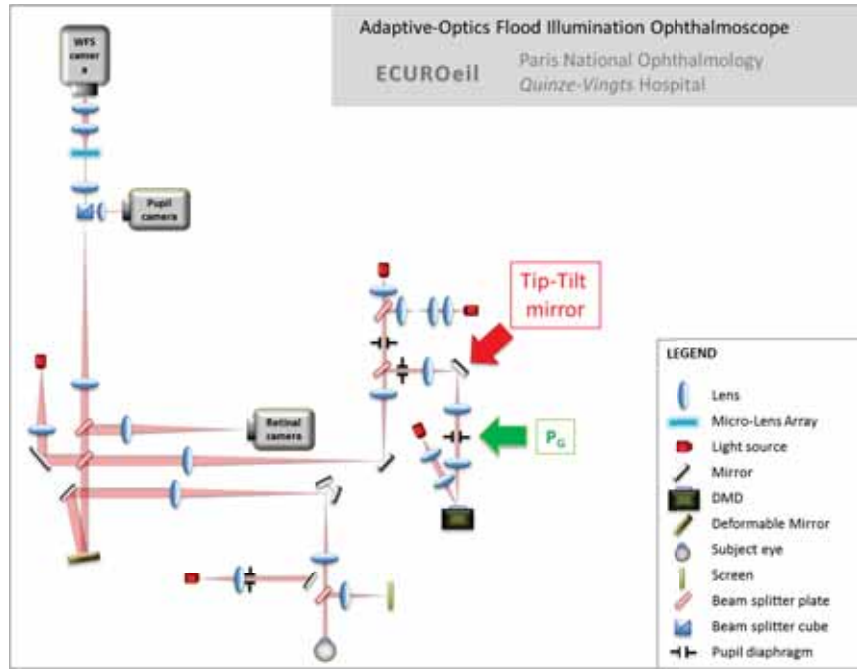 Adaptive-Optics Flood Illumination Ophthalmoscope
ECUROeil
Paris National Ophthalmology
Quinze-Vingts Hospital
WFS
camer
a
Pupil
camera
Tip-Tilt
mirror
Retinal
camera
P_G
LEGEND
Lens
Micro-Lens Array
Light source
Mirror
DMD
Deformable Mirror
Subject eye
Screen
Beam splitter plate
Beam splitter cube
Pupil diaphragm